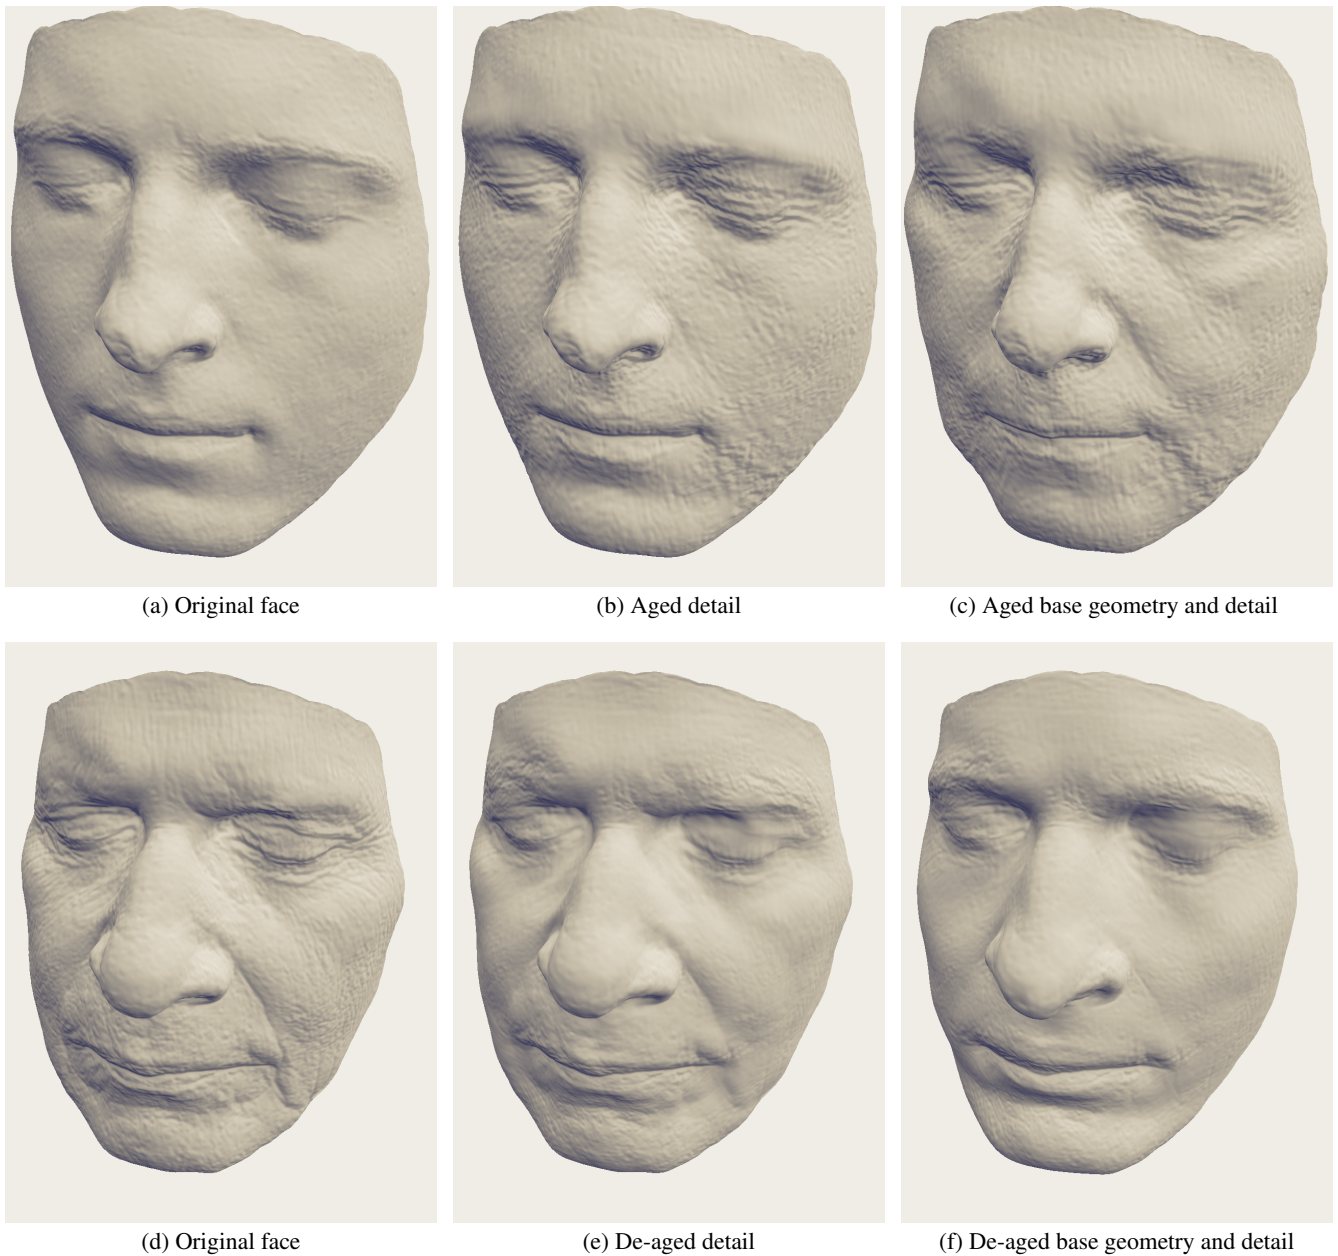 (a) Original face
(b) Aged detail
(c) Aged base geometry and detail
(d) Original face
(e) De-aged detail
(f) De-aged base geometry and detail